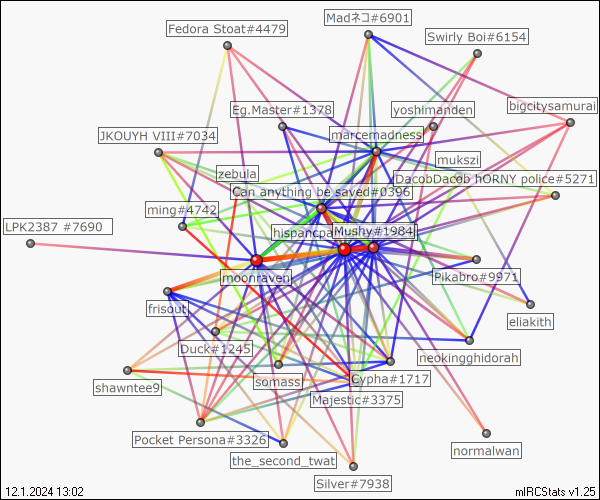 Madネコ#6901
Fedora Stoat#4479
Swirly Boi#6154
bigcitysamurai
Eg.Master#1378
yoshimanden
JKOUYH VIII#7034
marcemadness
mukszi
zebula
DacobDacob hORNY police#5271
Can anything be saved#0396
ming#4742
LPK2387 #7690
hispancpa
Mushy#1984
moonraven
Pikabro#9971
frisout
eliakith
Duck#1245
neokingghidorah
somass
Cypha#1717
shawntee9
Majestic#3375
Pocket Persona#3326
normalwan
the_second_twat
Silver#7938
12.1.2024 13:02
mIRCStats v1.25